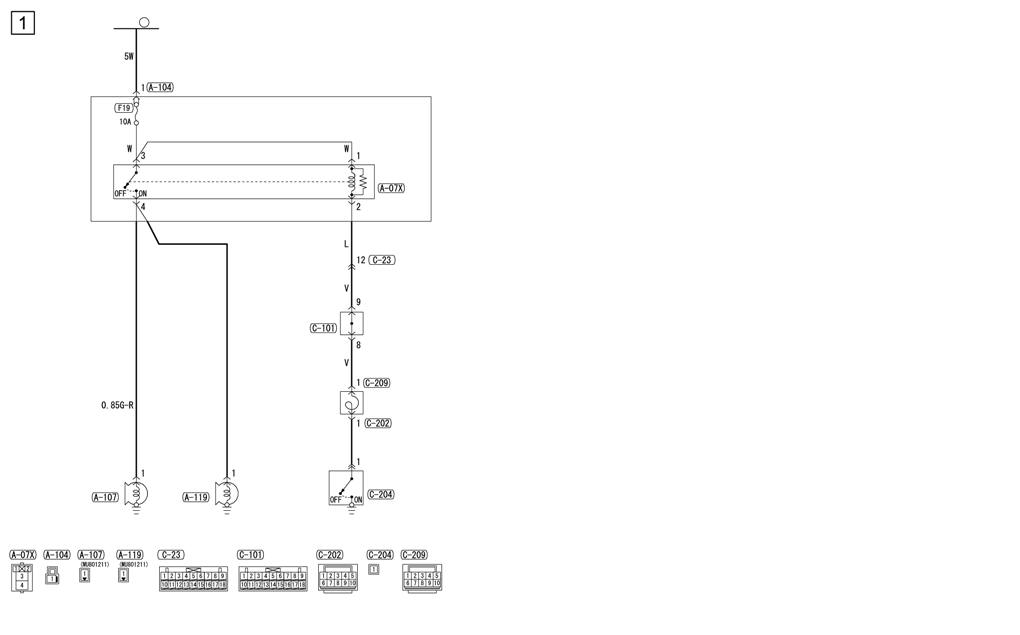 1
5W
1 A-104
F19
10A
W W
3 1
A-07X
OFF ON
4 2
L
12 C-23
V
9
C-101
8
V
1 C-209
0.85G-R
1 C-202
1 1 1
A-107 A-119 C-204
OFF ON
A-07X A-104 A-107 A-119 C-23 C-101 C-202 C-204 C-209
(MU801211) (MU801211)
1 2
3
4
1
1
1
1 2 3 4 5 6 7 8 9
10 11 12 13 14 15 16 17 18
1 2 3 4 5 6 7 8 9
10 11 12 13 14 15 16 17 18
1 2 3 4 5
6 7 8 9 10
1
1 2 3 4 5
6 7 8 9 10